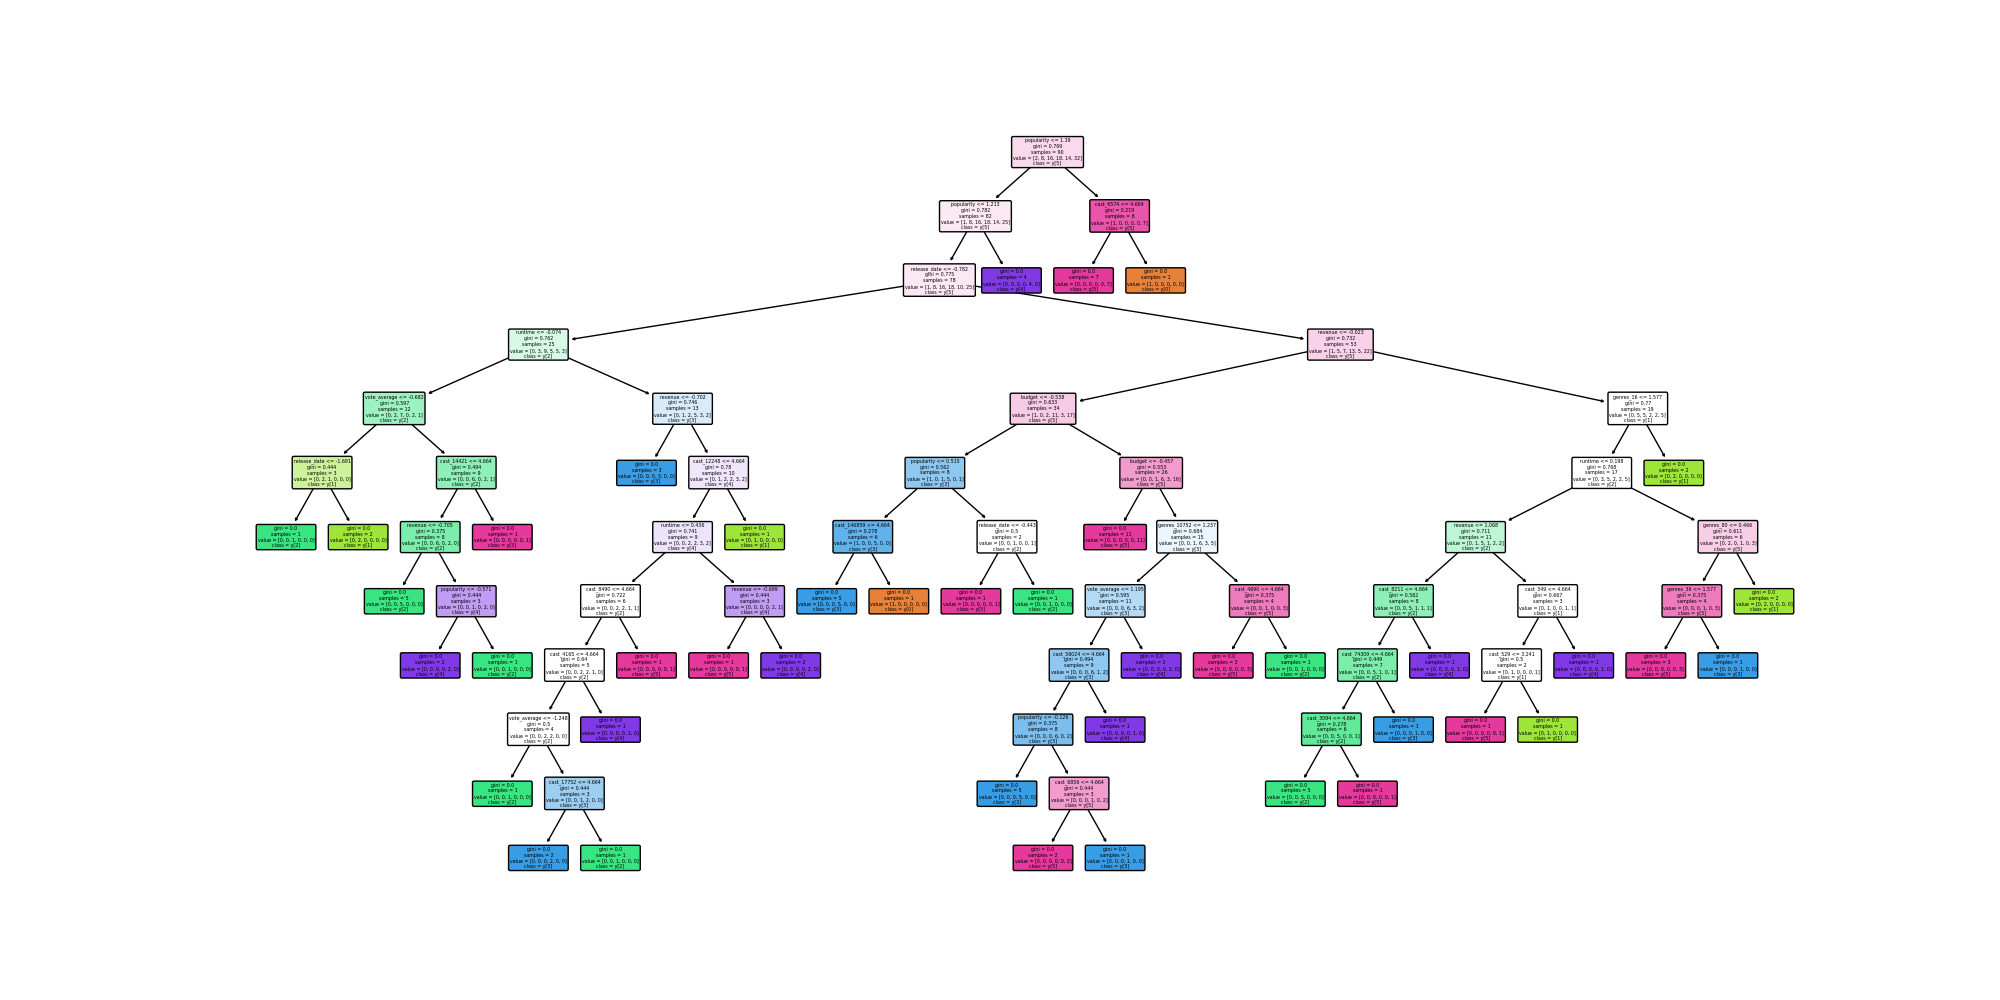 popularity <= 1.39
gini = 0.769
samples = 90
value = [2, 8, 16, 18, 14, 32]
class = y[5]
popularity <= 1.213
gini = 0.782
samples = 82
value = [1, 8, 16, 18, 14, 25]
class = y[5]
cast_6574 <= 4.664
gini = 0.219
samples = 8
value = [1, 0, 0, 0, 0, 7]
class = y[5]
release_date <= -0.782
gini = 0.775
samples = 78
value = [1, 8, 16, 18, 10, 25]
class = y[5]
gini = 0.0
samples = 4
value = [0, 0, 0, 0, 4, 0]
class = y[4]
gini = 0.0
samples = 7
value = [0, 0, 0, 0, 0, 7]
class = y[5]
gini = 0.0
samples = 1
value = [1, 0, 0, 0, 0, 0]
class = y[0]
runtime <= -0.074
gini = 0.762
samples = 25
value = [0, 3, 9, 5, 5, 3]
class = y[2]
revenue <= -0.023
gini = 0.732
samples = 53
value = [1, 5, 7, 13, 5, 22]
class = y[5]
vote_average <= -0.682
gini = 0.597
samples = 12
value = [0, 2, 7, 0, 2, 1]
class = y[2]
revenue <= -0.702
gini = 0.746
samples = 13
value = [0, 1, 2, 5, 3, 2]
class = y[3]
budget <= -0.538
gini = 0.633
samples = 34
value = [1, 0, 2, 11, 3, 17]
class = y[5]
genres_16 <= 1.577
gini = 0.77
samples = 19
value = [0, 5, 5, 2, 2, 5]
class = y[1]
release_date <= -1.691
gini = 0.444
samples = 3
value = [0, 2, 1, 0, 0, 0]
class = y[1]
cast_14421 <= 4.664
gini = 0.494
samples = 9
value = [0, 0, 6, 0, 2, 1]
class = y[2]
gini = 0.0
samples = 3
value = [0, 0, 0, 3, 0, 0]
class = y[3]
cast_12248 <= 4.664
gini = 0.78
samples = 10
value = [0, 1, 2, 2, 3, 2]
class = y[4]
popularity <= 0.515
gini = 0.562
samples = 8
value = [1, 0, 1, 5, 0, 1]
class = y[3]
budget <= -0.457
gini = 0.553
samples = 26
value = [0, 0, 1, 6, 3, 16]
class = y[5]
runtime <= 0.198
gini = 0.768
samples = 17
value = [0, 3, 5, 2, 2, 5]
class = y[2]
gini = 0.0
samples = 2
value = [0, 2, 0, 0, 0, 0]
class = y[1]
gini = 0.0
samples = 1
value = [0, 0, 1, 0, 0, 0]
class = y[2]
gini = 0.0
samples = 2
value = [0, 2, 0, 0, 0, 0]
class = y[1]
revenue <= -0.705
gini = 0.375
samples = 8
value = [0, 0, 6, 0, 2, 0]
class = y[2]
gini = 0.0
samples = 1
value = [0, 0, 0, 0, 0, 1]
class = y[5]
runtime <= 0.436
gini = 0.741
samples = 9
value = [0, 0, 2, 2, 3, 2]
class = y[4]
gini = 0.0
samples = 1
value = [0, 1, 0, 0, 0, 0]
class = y[1]
cast_146859 <= 4.664
gini = 0.278
samples = 6
value = [1, 0, 0, 5, 0, 0]
class = y[3]
release_date <= -0.443
gini = 0.5
samples = 2
value = [0, 0, 1, 0, 0, 1]
class = y[2]
gini = 0.0
samples = 11
value = [0, 0, 0, 0, 0, 11]
class = y[5]
genres_10752 <= 1.237
gini = 0.684
samples = 15
value = [0, 0, 1, 6, 3, 5]
class = y[3]
revenue <= 1.068
gini = 0.711
samples = 11
value = [0, 1, 5, 1, 2, 2]
class = y[2]
genres_80 <= 0.466
gini = 0.611
samples = 6
value = [0, 2, 0, 1, 0, 3]
class = y[5]
gini = 0.0
samples = 5
value = [0, 0, 5, 0, 0, 0]
class = y[2]
popularity <= -0.571
gini = 0.444
samples = 3
value = [0, 0, 1, 0, 2, 0]
class = y[4]
cast_8490 <= 4.664
gini = 0.722
samples = 6
value = [0, 0, 2, 2, 1, 1]
class = y[2]
revenue <= -0.699
gini = 0.444
samples = 3
value = [0, 0, 0, 0, 2, 1]
class = y[4]
gini = 0.0
samples = 5
value = [0, 0, 0, 5, 0, 0]
class = y[3]
gini = 0.0
samples = 1
value = [1, 0, 0, 0, 0, 0]
class = y[0]
gini = 0.0
samples = 1
value = [0, 0, 0, 0, 0, 1]
class = y[5]
gini = 0.0
samples = 1
value = [0, 0, 1, 0, 0, 0]
class = y[2]
vote_average <= 1.195
gini = 0.595
samples = 11
value = [0, 0, 0, 6, 3, 2]
class = y[3]
cast_4690 <= 4.664
gini = 0.375
samples = 4
value = [0, 0, 1, 0, 0, 3]
class = y[5]
cast_8211 <= 4.664
gini = 0.562
samples = 8
value = [0, 0, 5, 1, 1, 1]
class = y[2]
cast_349 <= 4.664
gini = 0.667
samples = 3
value = [0, 1, 0, 0, 1, 1]
class = y[1]
genres_36 <= 1.577
gini = 0.375
samples = 4
value = [0, 0, 0, 1, 0, 3]
class = y[5]
gini = 0.0
samples = 2
value = [0, 2, 0, 0, 0, 0]
class = y[1]
gini = 0.0
samples = 2
value = [0, 0, 0, 0, 2, 0]
class = y[4]
gini = 0.0
samples = 1
value = [0, 0, 1, 0, 0, 0]
class = y[2]
cast_4165 <= 4.664
gini = 0.64
samples = 5
value = [0, 0, 2, 2, 1, 0]
class = y[2]
gini = 0.0
samples = 1
value = [0, 0, 0, 0, 0, 1]
class = y[5]
gini = 0.0
samples = 1
value = [0, 0, 0, 0, 0, 1]
class = y[5]
gini = 0.0
samples = 2
value = [0, 0, 0, 0, 2, 0]
class = y[4]
cast_56024 <= 4.664
gini = 0.494
samples = 9
value = [0, 0, 0, 6, 1, 2]
class = y[3]
gini = 0.0
samples = 2
value = [0, 0, 0, 0, 2, 0]
class = y[4]
gini = 0.0
samples = 3
value = [0, 0, 0, 0, 0, 3]
class = y[5]
gini = 0.0
samples = 1
value = [0, 0, 1, 0, 0, 0]
class = y[2]
cast_74309 <= 4.664
gini = 0.449
samples = 7
value = [0, 0, 5, 1, 0, 1]
class = y[2]
gini = 0.0
samples = 1
value = [0, 0, 0, 0, 1, 0]
class = y[4]
cast_529 <= 3.241
gini = 0.5
samples = 2
value = [0, 1, 0, 0, 0, 1]
class = y[1]
gini = 0.0
samples = 1
value = [0, 0, 0, 0, 1, 0]
class = y[4]
gini = 0.0
samples = 3
value = [0, 0, 0, 0, 0, 3]
class = y[5]
gini = 0.0
samples = 1
value = [0, 0, 0, 1, 0, 0]
class = y[3]
vote_average <= -1.248
gini = 0.5
samples = 4
value = [0, 0, 2, 2, 0, 0]
class = y[2]
gini = 0.0
samples = 1
value = [0, 0, 0, 0, 1, 0]
class = y[4]
popularity <= -0.126
gini = 0.375
samples = 8
value = [0, 0, 0, 6, 0, 2]
class = y[3]
gini = 0.0
samples = 1
value = [0, 0, 0, 0, 1, 0]
class = y[4]
cast_3094 <= 4.664
gini = 0.278
samples = 6
value = [0, 0, 5, 0, 0, 1]
class = y[2]
gini = 0.0
samples = 1
value = [0, 0, 0, 1, 0, 0]
class = y[3]
gini = 0.0
samples = 1
value = [0, 0, 0, 0, 0, 1]
class = y[5]
gini = 0.0
samples = 1
value = [0, 1, 0, 0, 0, 0]
class = y[1]
gini = 0.0
samples = 1
value = [0, 0, 1, 0, 0, 0]
class = y[2]
cast_17752 <= 4.664
gini = 0.444
samples = 3
value = [0, 0, 1, 2, 0, 0]
class = y[3]
gini = 0.0
samples = 5
value = [0, 0, 0, 5, 0, 0]
class = y[3]
cast_6856 <= 4.664
gini = 0.444
samples = 3
value = [0, 0, 0, 1, 0, 2]
class = y[5]
gini = 0.0
samples = 5
value = [0, 0, 5, 0, 0, 0]
class = y[2]
gini = 0.0
samples = 1
value = [0, 0, 0, 0, 0, 1]
class = y[5]
gini = 0.0
samples = 2
value = [0, 0, 0, 2, 0, 0]
class = y[3]
gini = 0.0
samples = 1
value = [0, 0, 1, 0, 0, 0]
class = y[2]
gini = 0.0
samples = 2
value = [0, 0, 0, 0, 0, 2]
class = y[5]
gini = 0.0
samples = 1
value = [0, 0, 0, 1, 0, 0]
class = y[3]